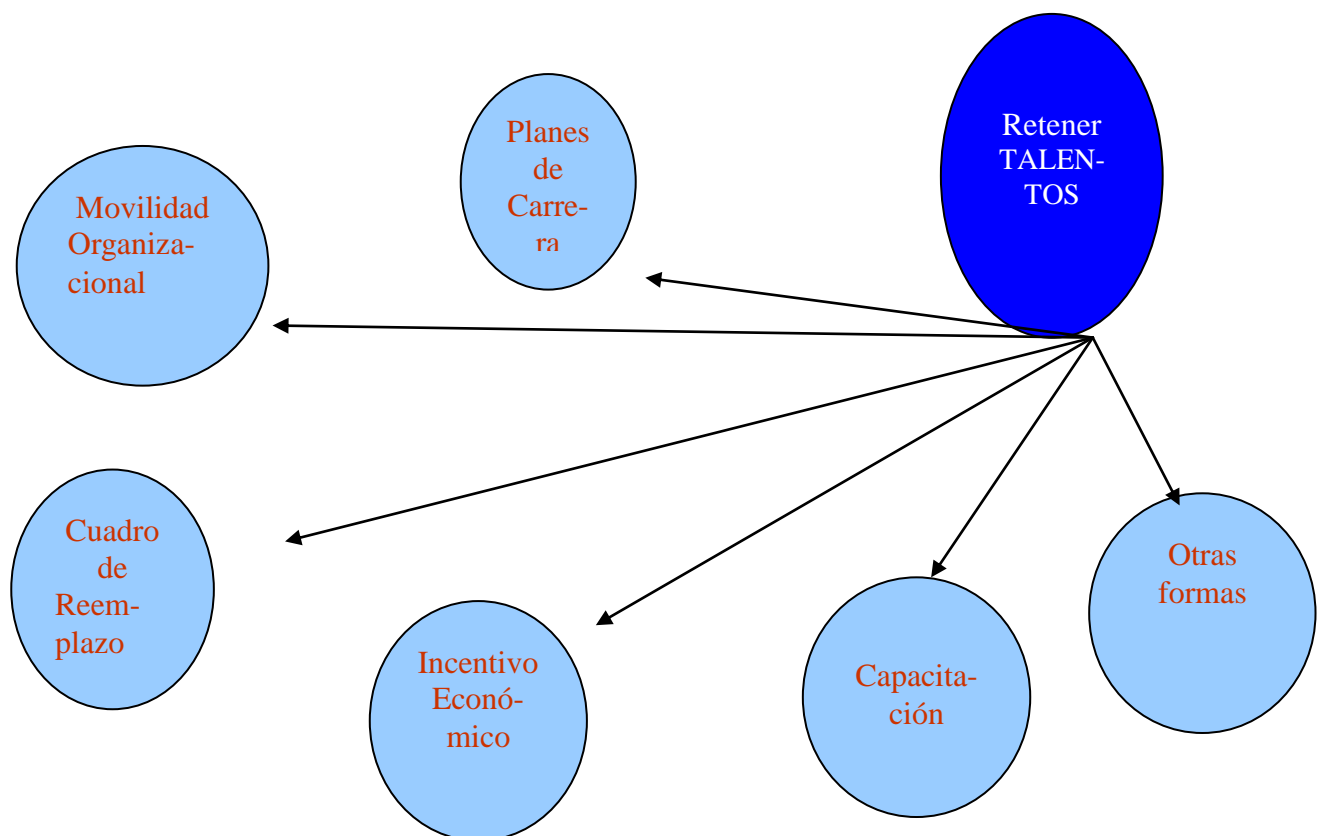 Retener
TALEN-
TOS
Planes
de
Carre-
ra
Movilidad
Organiza-
cional
Cuadro
de
Reem-
plazo
Incentivo
Econó-
mico
Capacita-
ción
Otras
formas